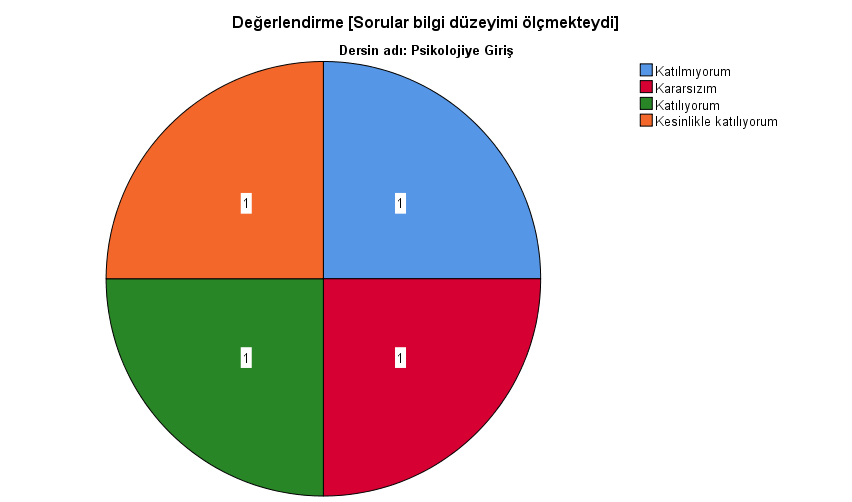 Değerlendirme [Sorular bilgi düzeyimi ölçmekteydi]
Dersin adı: Psikolojiye Giriş
Katılmıyorum
Kararsızım
Katılıyorum
Kesinlikle katılıyorum
1
1
1
1